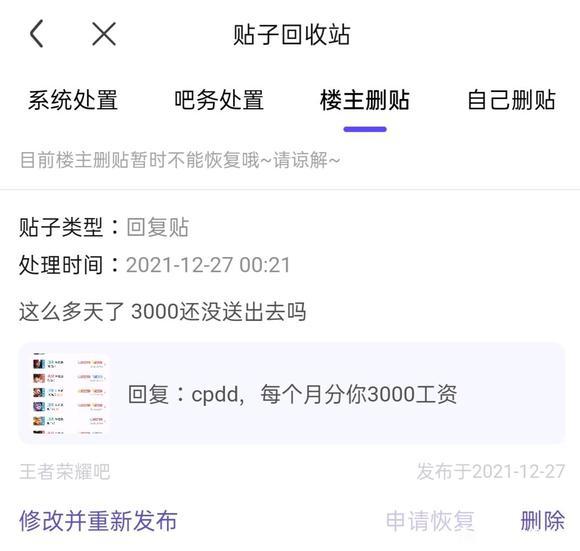 贴子回收站
系统处置 吧务处置 楼主删贴 自己删贴
目前楼主删贴暂时不能恢复哦~请谅解~
贴子类型：回复贴
处理时间：2021-12-27 00:21
这么多天了 3000还没送出去吗
回复：cpdd，每个月分你3000工资
王者荣耀吧 发布于2021-12-27
修改并重新发布 申请恢复 删除